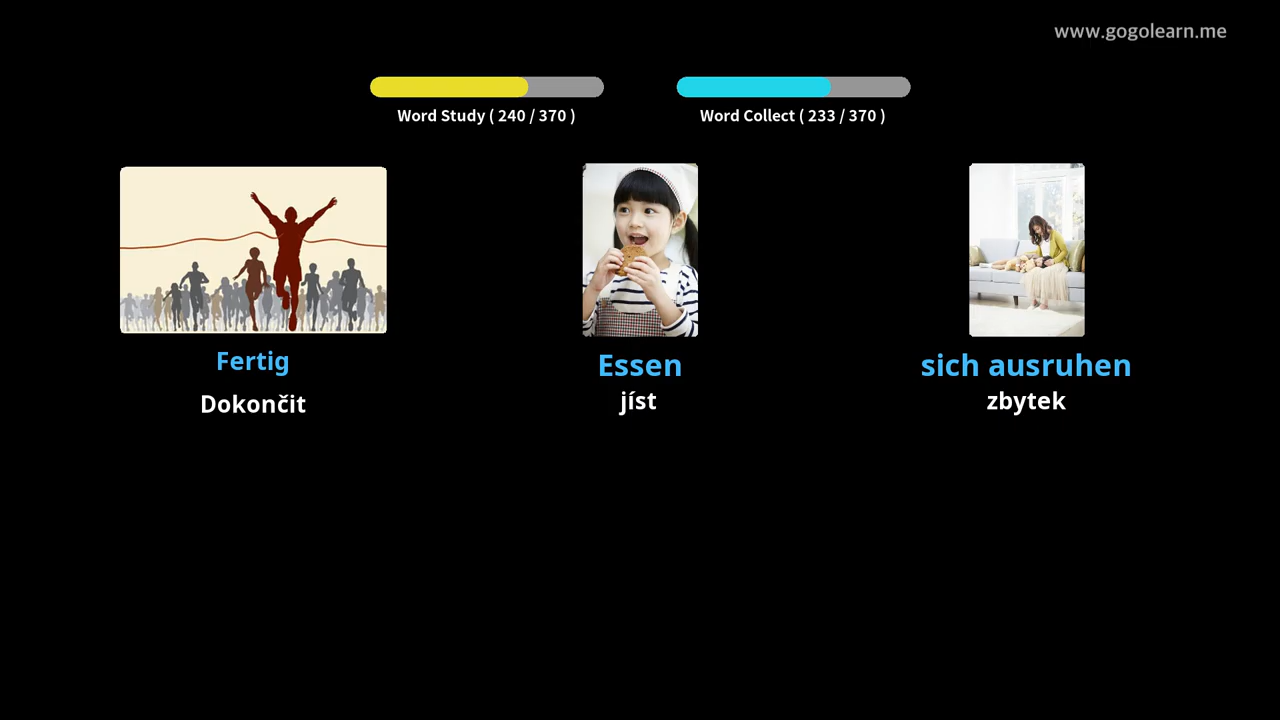 www.gogolearn.me
Word Study ( 240 / 370 )
Word Collect ( 233 / 370 )
Fertig
Dokončit
Essen
jíst
sich ausruhen
zbytek